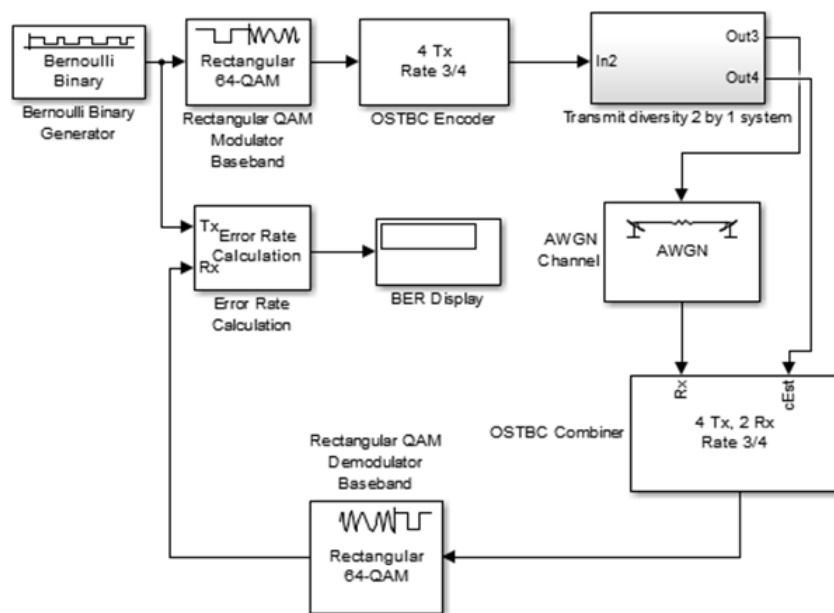 Bernoulli
Binary
Bernoulli Binary
Generator
Rectangular
64-QAM
Rectangular QAM
Modulator
Baseband
4 Tx
Rate 3/4
OSTBC Encoder
In2
Out3
Out4
Transmit diversity 2 by 1 system
Tx
Rx
Error Rate
Calculation
Error Rate
Calculation
BER Display
AWGN
Channel
AWGN
Rx
cEst
4 Tx, 2 Rx
Rate 3/4
OSTBC Combiner
Rectangular QAM
Demodulator
Baseband
Rectangular
64-QAM